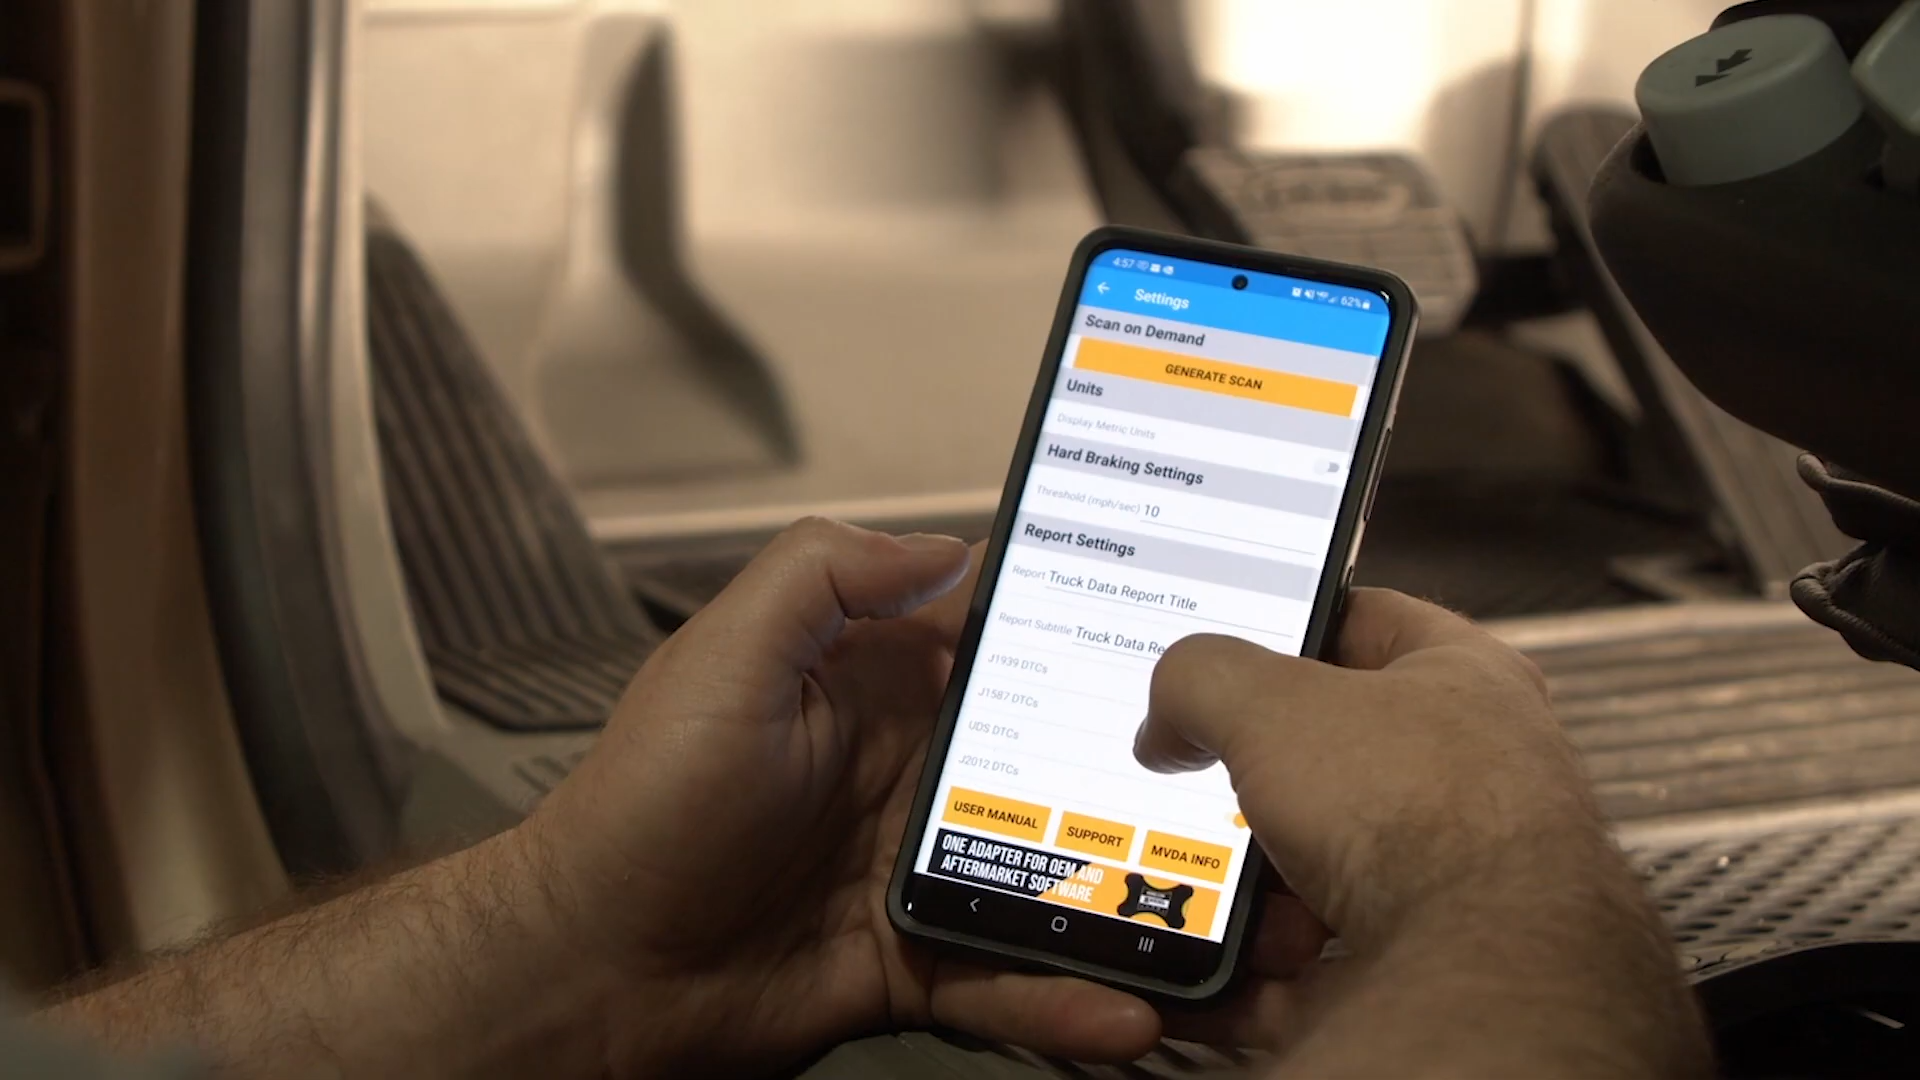 4:57
62%
Settings
Scan on Demand
GENERATE SCAN
Units
Display Metric Units
Hard Braking Settings
Threshold (mph/sec) 10
Report Settings
Report Truck Data Report Title
Report Subtitle Truck Data Re
J1939 DTCs
J1587 DTCs
UDS DTCs
J2012 DTCs
USER MANUAL SUPPORT MVDA INFO
ONE ADAPTER FOR OEM AND
AFTERMARKET SOFTWARE